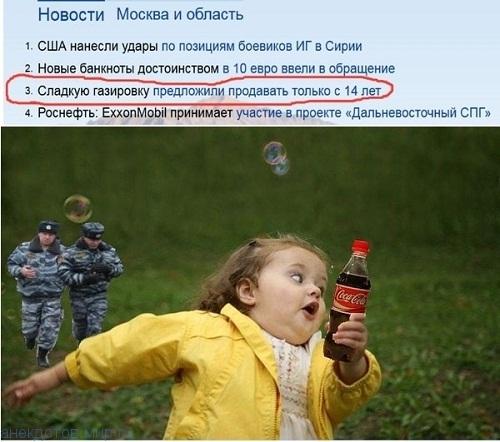 Новости Москва и область
1. США нанесли удары по позициям боевиков ИГ в Сирии
2. Новые банкноты достоинством в 10 евро ввели в обращение
3. Сладкую газировку предложили продавать только с 14 лет
4. Роснефть: ExxonMobil принимает участие в проекте «Дальневосточный СПГ»
Coca-Cola
анекдотов.мир